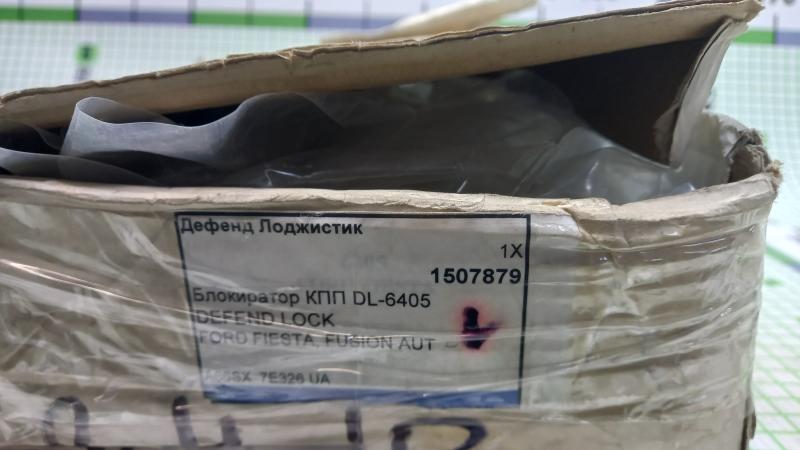 Дефенд Лоджистик
1X
1507879
Блокиратор КПП DL-6405
DEFEND LOCK
FORD FIESTA, FUSION AUT
7E326 UA